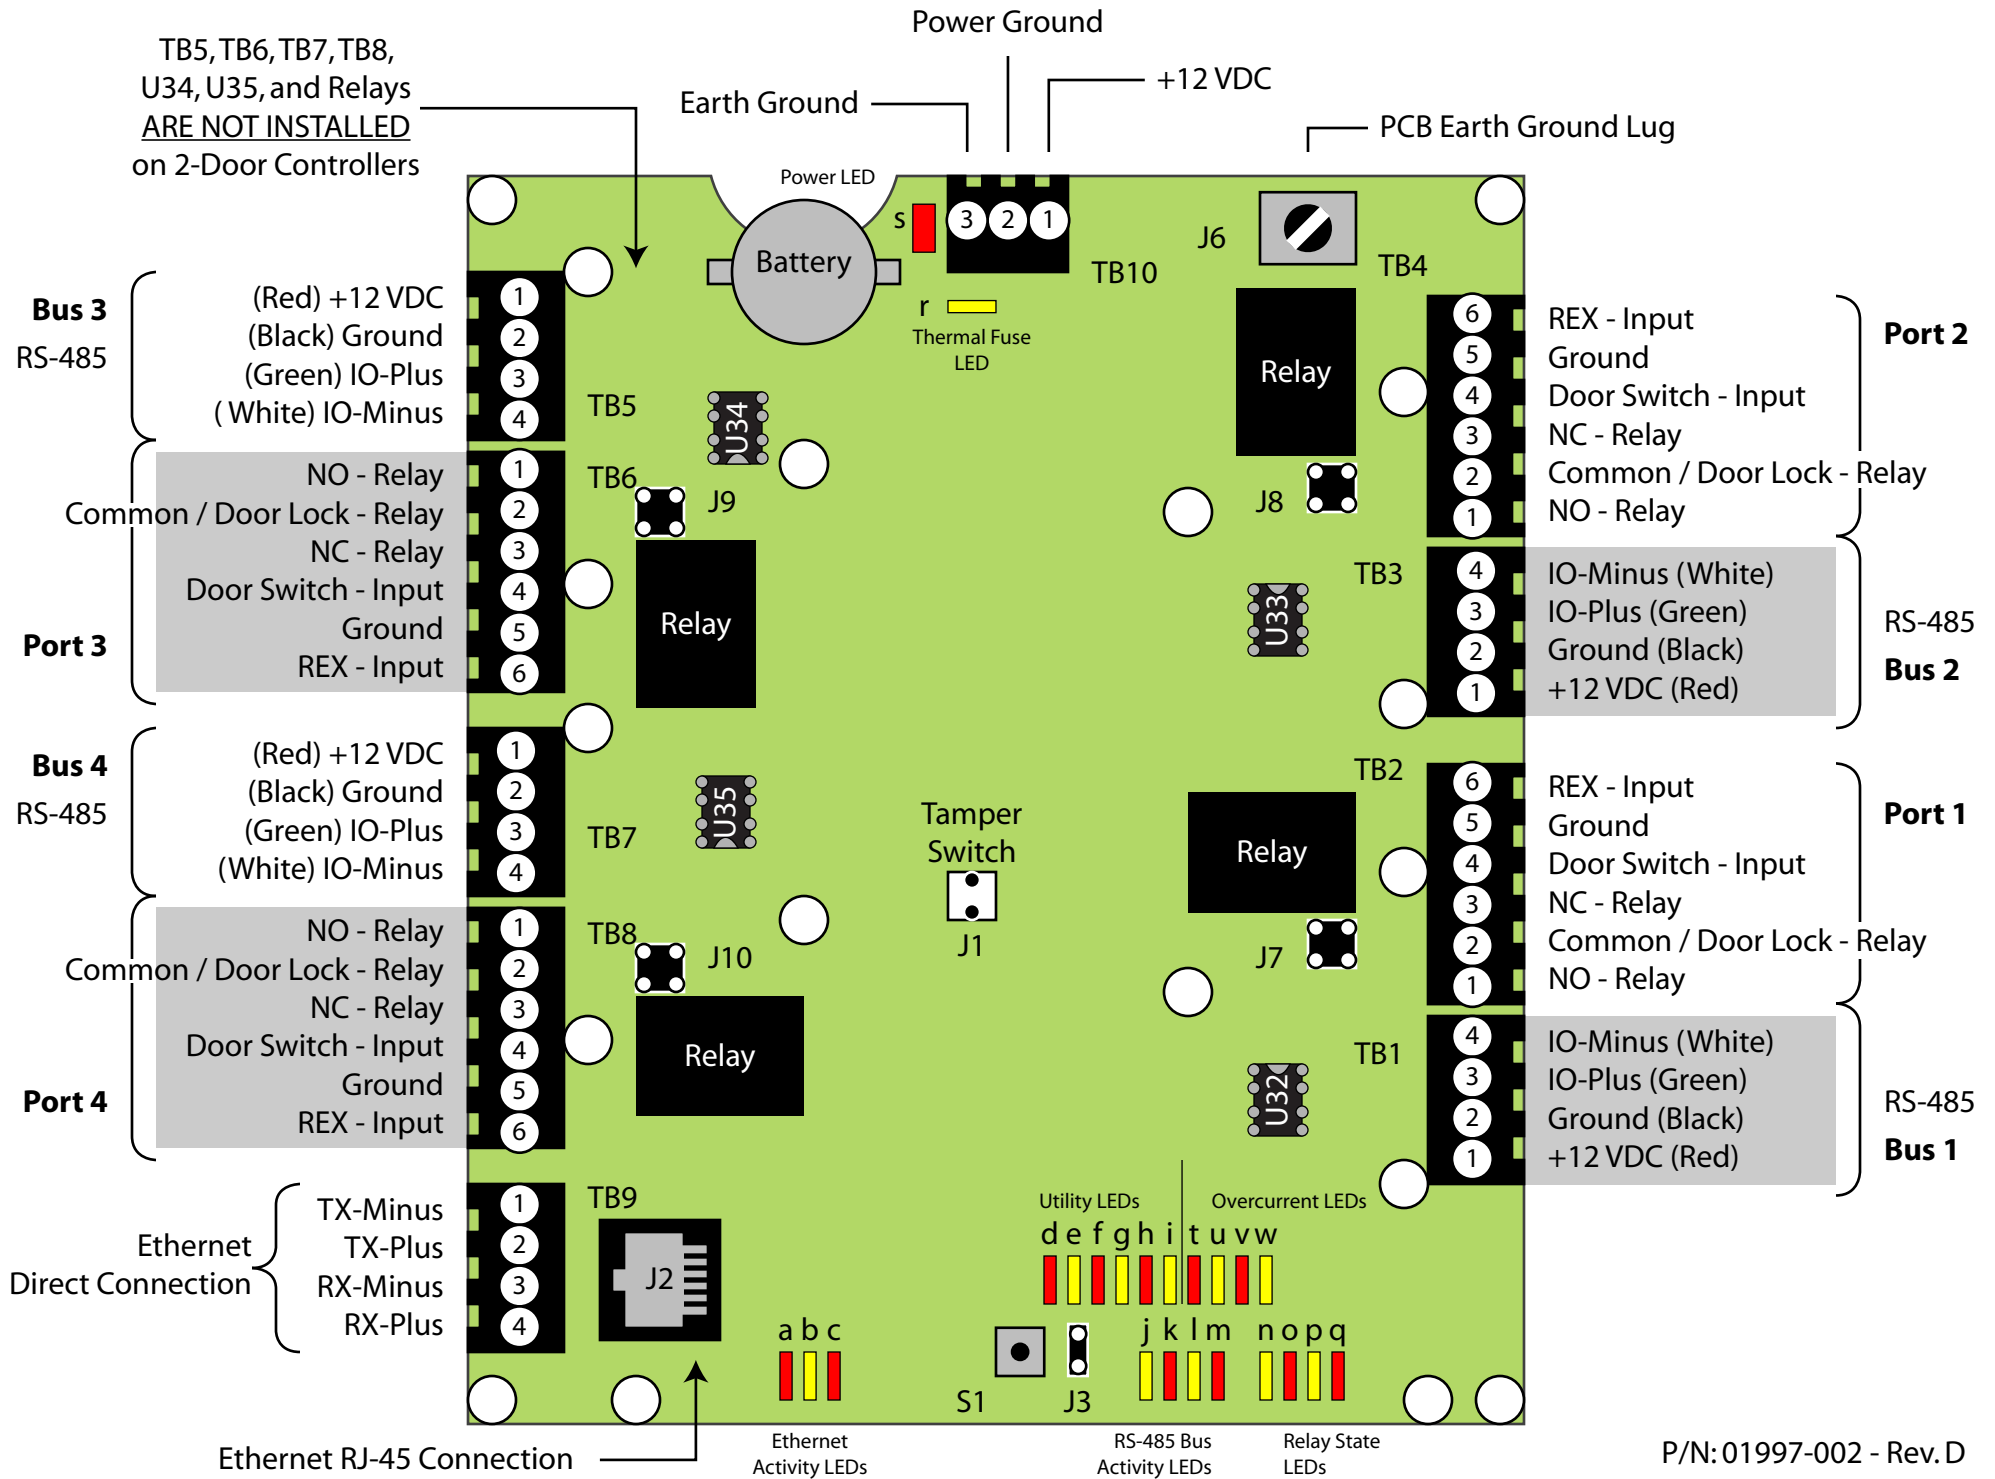 Power Ground
TB5, TB6, TB7, TB8,
U34, U35, and Relays
ARE NOT INSTALLED
on 2-Door Controllers
Earth Ground
+12 VDC
PCB Earth Ground Lug
Power LED
s
3 2 1
TB10
J6
TB4
Battery
r
Thermal Fuse
LED
Bus 3
RS-485
(Red) +12 VDC 1
(Black) Ground 2
(Green) IO-Plus 3
( White) IO-Minus 4
TB5
U34
Port 3
NO - Relay 1
Common / Door Lock - Relay 2
NC - Relay 3
Door Switch - Input 4
Ground 5
REX - Input 6
TB6
J9
Relay
Bus 4
RS-485
(Red) +12 VDC 1
(Black) Ground 2
(Green) IO-Plus 3
(White) IO-Minus 4
TB7
U35
Port 4
NO - Relay 1
Common / Door Lock - Relay 2
NC - Relay 3
Door Switch - Input 4
Ground 5
REX - Input 6
TB8
J10
Relay
Ethernet
Direct Connection
TX-Minus 1
TX-Plus 2
RX-Minus 3
RX-Plus 4
TB9
J2
Ethernet RJ-45 Connection
Tamper
Switch
J1
Relay
J8
6 REX - Input
5 Ground
4 Door Switch - Input
3 NC - Relay
2 Common / Door Lock - Relay
1 NO - Relay
Port 2
TB3
U33
4 IO-Minus (White)
3 IO-Plus (Green)
2 Ground (Black)
1 +12 VDC (Red)
RS-485
Bus 2
TB2
Relay
J7
6 REX - Input
5 Ground
4 Door Switch - Input
3 NC - Relay
2 Common / Door Lock - Relay
1 NO - Relay
Port 1
TB1
U32
4 IO-Minus (White)
3 IO-Plus (Green)
2 Ground (Black)
1 +12 VDC (Red)
RS-485
Bus 1
Utility LEDs
Overcurrent LEDs
d e f g h i t u v w
a b c
S1
J3
j k l m
n o p q
Ethernet
Activity LEDs
RS-485 Bus
Activity LEDs
Relay State
LEDs
P/N: 01997-002 - Rev. D